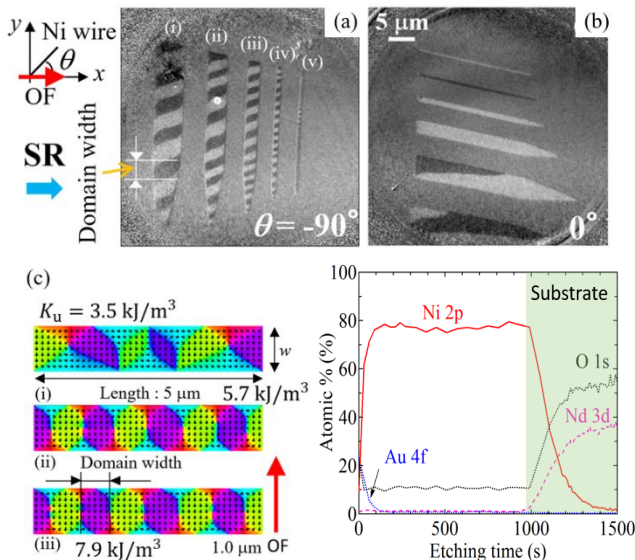 y
Ni wire
θ
x
OF
SR
Domain width
(a)
(i)
(ii)
(iii)
(iv)
(v)
θ = -90°
(b)
5 μm
0°
(c)
Ku = 3.5 kJ/m³
w
(i)
Length : 5 μm
5.7 kJ/m³
(ii)
Domain width
(iii)
7.9 kJ/m³
1.0 μm
OF
100
80
60
40
20
0
Atomic % (%)
Ni 2p
Substrate
O 1s
Nd 3d
Au 4f
0
500
1000
1500
Etching time (s)